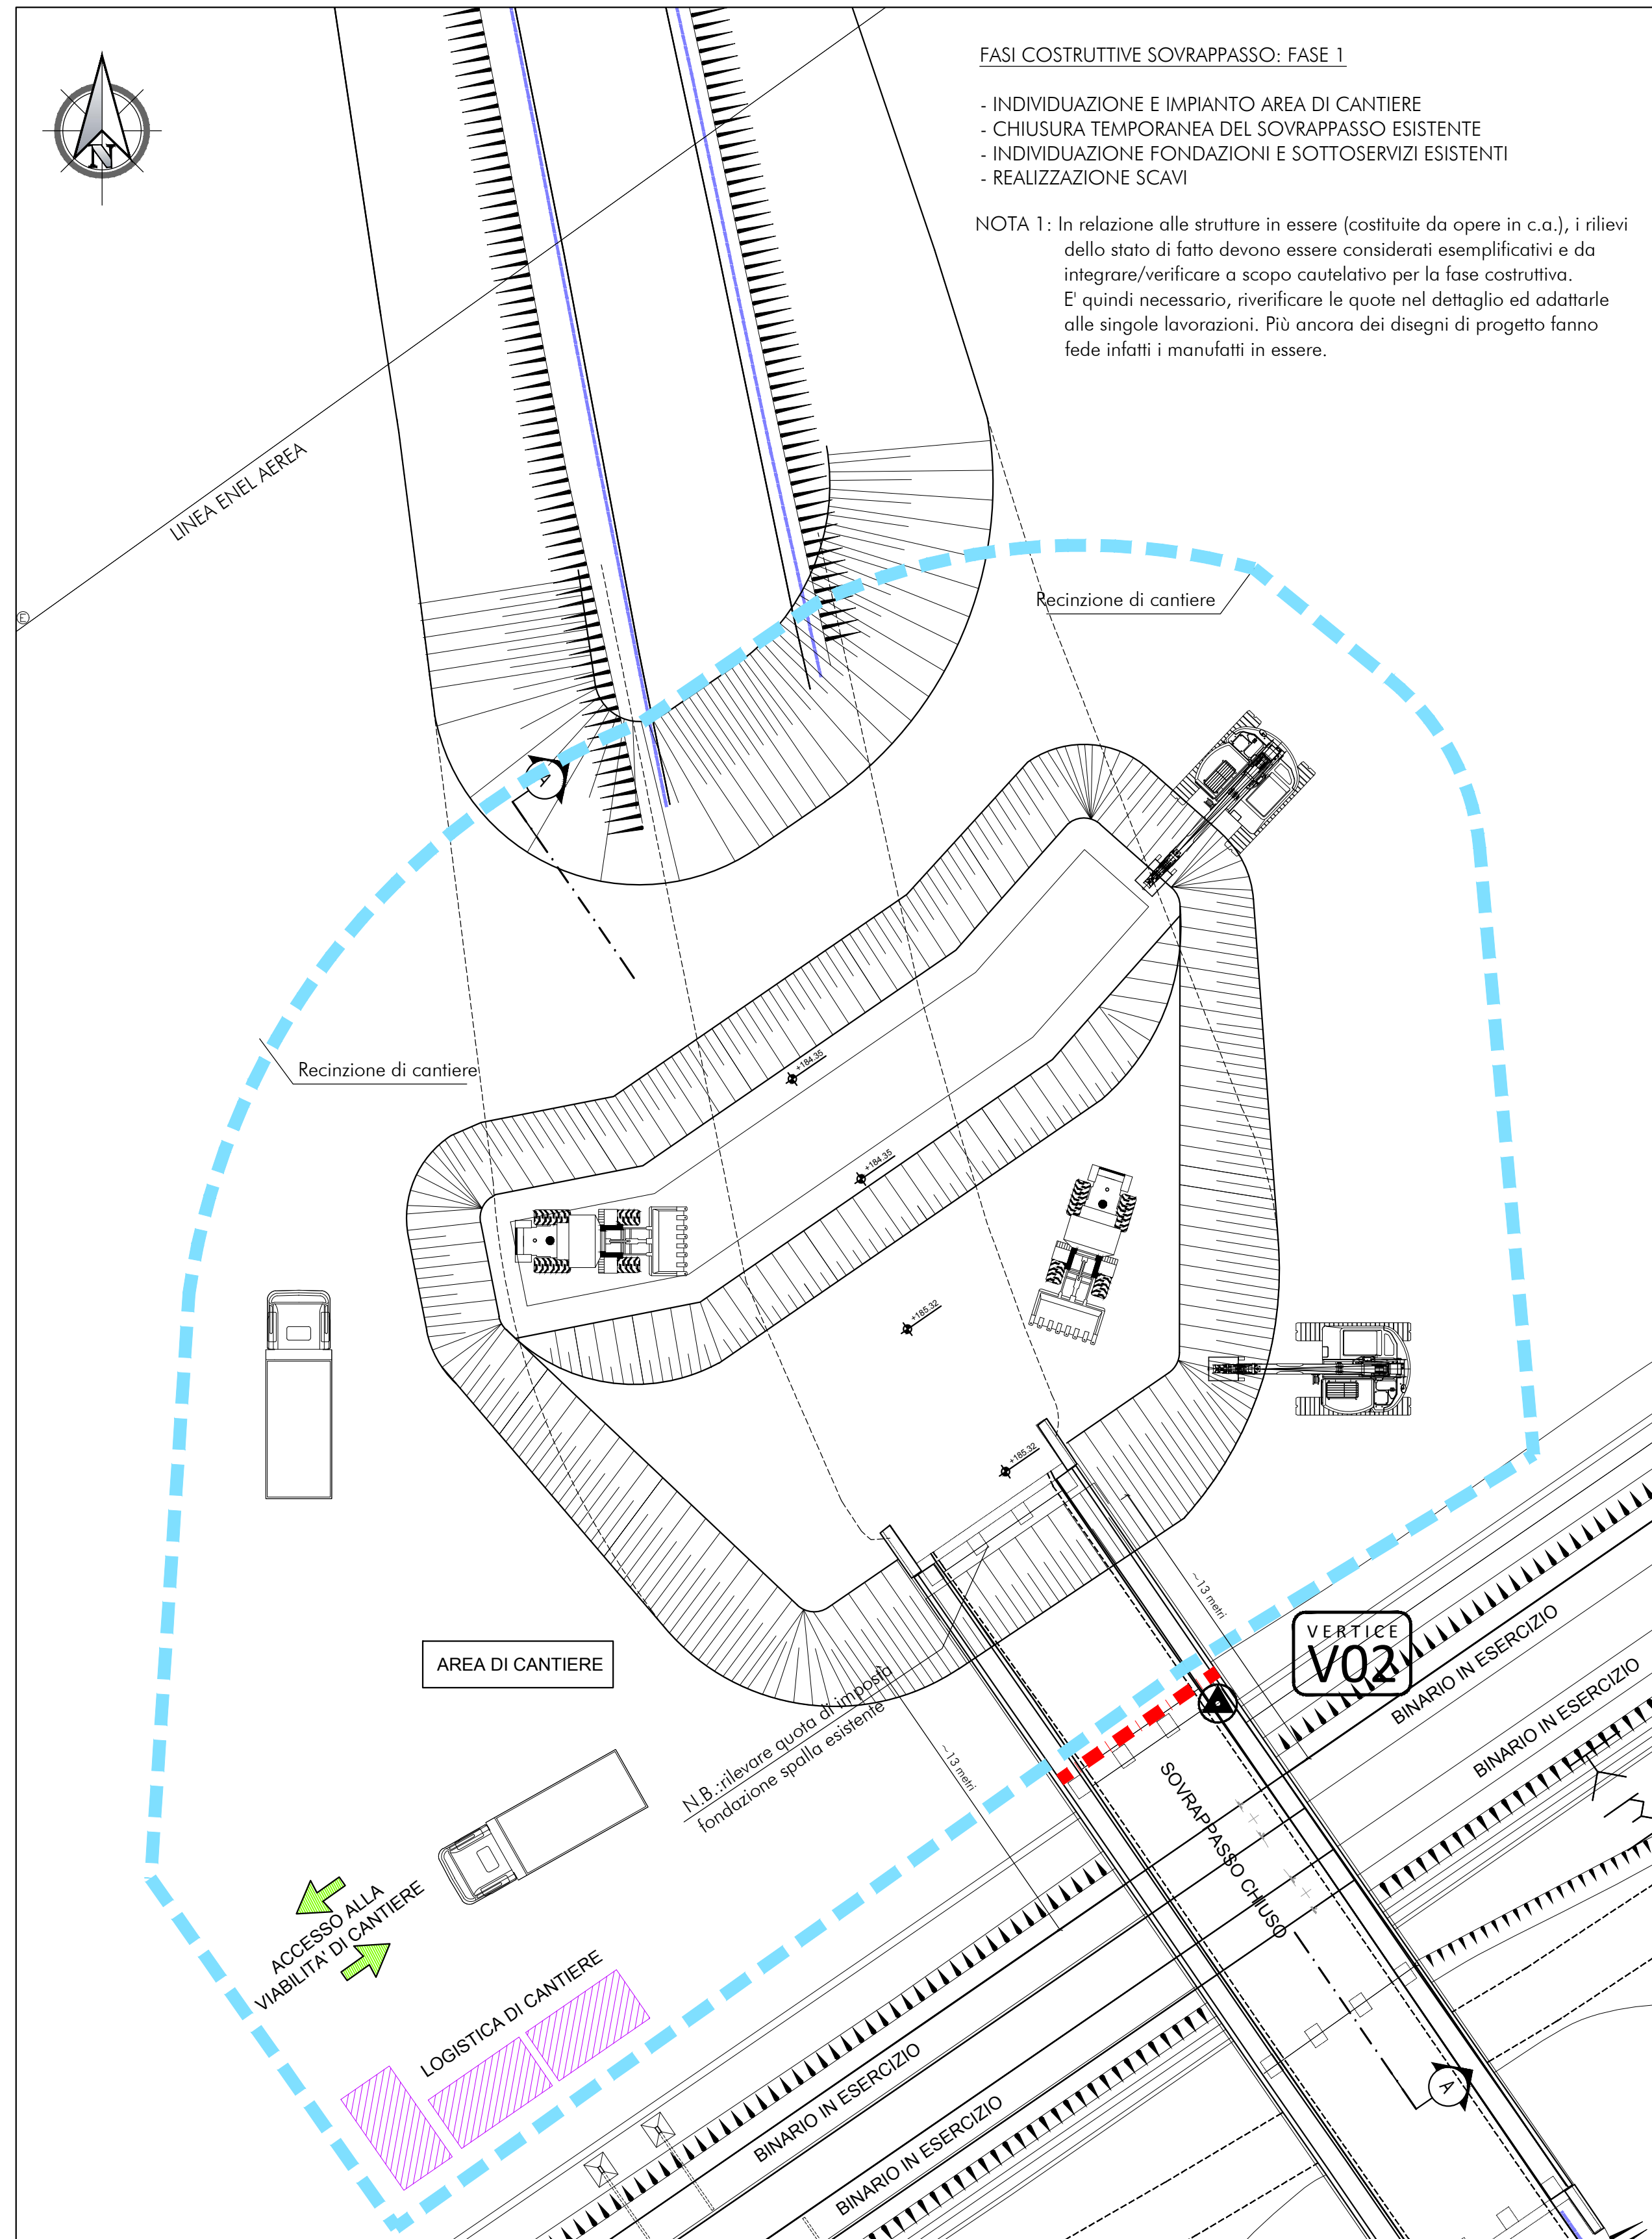 FASI COSTRUTTIVE SOVRAPPASSO: FASE 1
- INDIVIDUAZIONE E IMPIANTO AREA DI CANTIERE
- CHIUSURA TEMPORANEA DEL SOVRAPPASSO ESISTENTE
- INDIVIDUAZIONE FONDAZIONI E SOTTOSERVIZI ESISTENTI
- REALIZZAZIONE SCAVI
NOTA 1: In relazione alle strutture in essere (costituite da opere in c.a.), i rilievi
dello stato di fatto devono essere considerati esemplificativi e da
integrare/verificare a scopo cautelativo per la fase costruttiva.
E' quindi necessario, riverificare le quote nel dettaglio ed adattarle
alle singole lavorazioni. Più ancora dei disegni di progetto fanno
fede infatti i manufatti in essere.
N
LINEA ENEL AEREA
E
Recinzione di cantiere
A
Recinzione di cantiere
+184.35
+184.35
+185.32
+185.32
~13 metri
VERTICE
V02
BINARIO IN ESERCIZIO
BINARIO IN ESERCIZIO
AREA DI CANTIERE
N.B.:rilevare quota di imposta
fondazione spalla esistente
~13 metri
SOVRAPPASSO CHIUSO
ACCESSO ALLA
VIABILITA' DI CANTIERE
LOGISTICA DI CANTIERE
BINARIO IN ESERCIZIO
BINARIO IN ESERCIZIO
A